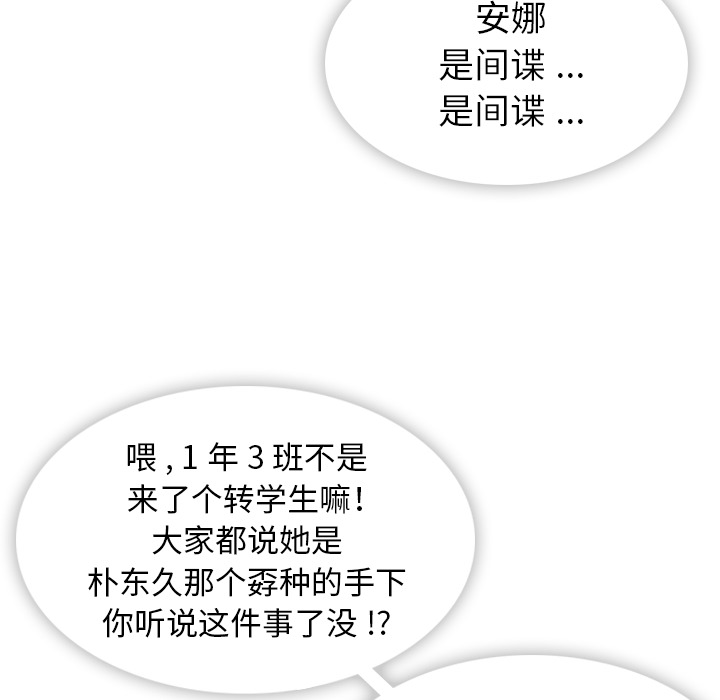 安娜
是间谍 ...
是间谍 ...
喂 , 1 年 3 班不是
来了个转学生嘛！
大家都说她是
朴东久那个孬种的手下
你听说这件事了没 !?